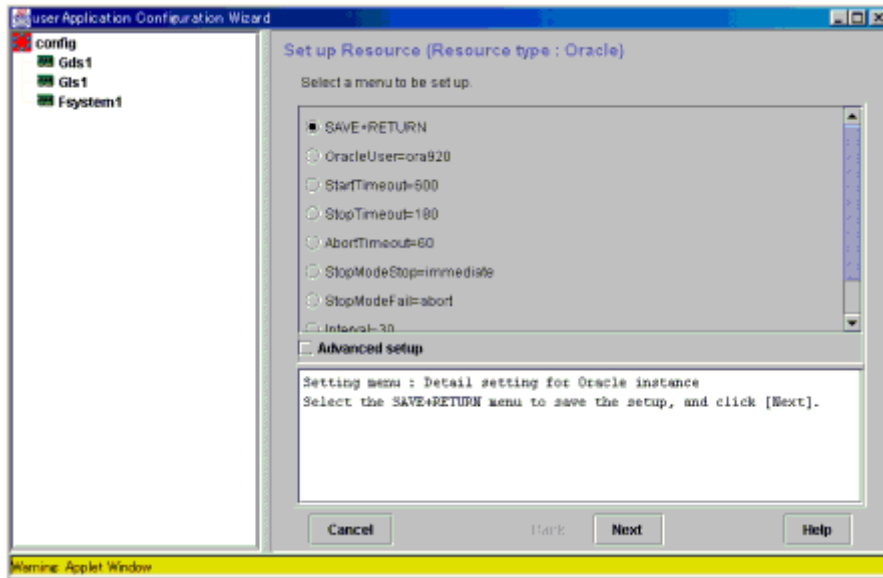 userApplication Configuration Wizard
config
Gds1
Gls1
Fsystem1
Set up Resource (Resource type : Oracle)
Select a menu to be set up.
SAVE+RETURN
OracleUser=ora920
StartTimeout=600
StopTimeout=180
AbortTimeout=60
StopModeStop=immediate
StopModeFail=abort
Interval=30
Advanced setup
Setting menu : Detail setting for Oracle instance
Select the SAVE+RETURN menu to save the setup, and click [Next].
Cancel
Back
Next
Help
Warning: Applet Window